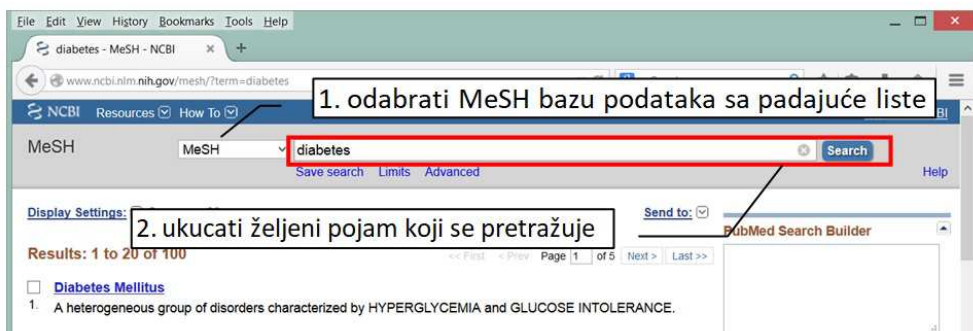 File Edit View History Bookmarks Tools Help
diabetes - MeSH - NCBI × +
www.ncbi.nlm.nih.gov/mesh/?term=diabetes
1. odabrati MeSH bazu podataka sa padajuće liste
NCBI Resources How To
MeSH MeSH diabetes Search
Save search Limits Advanced Help
Display Settings: Send to:
2. ukucati željeni pojam koji se pretražuje
PubMed Search Builder
Results: 1 to 20 of 100 << First < Prev Page 1 of 5 Next > Last >>
Diabetes Mellitus
1. A heterogeneous group of disorders characterized by HYPERGLYCEMIA and GLUCOSE INTOLERANCE.